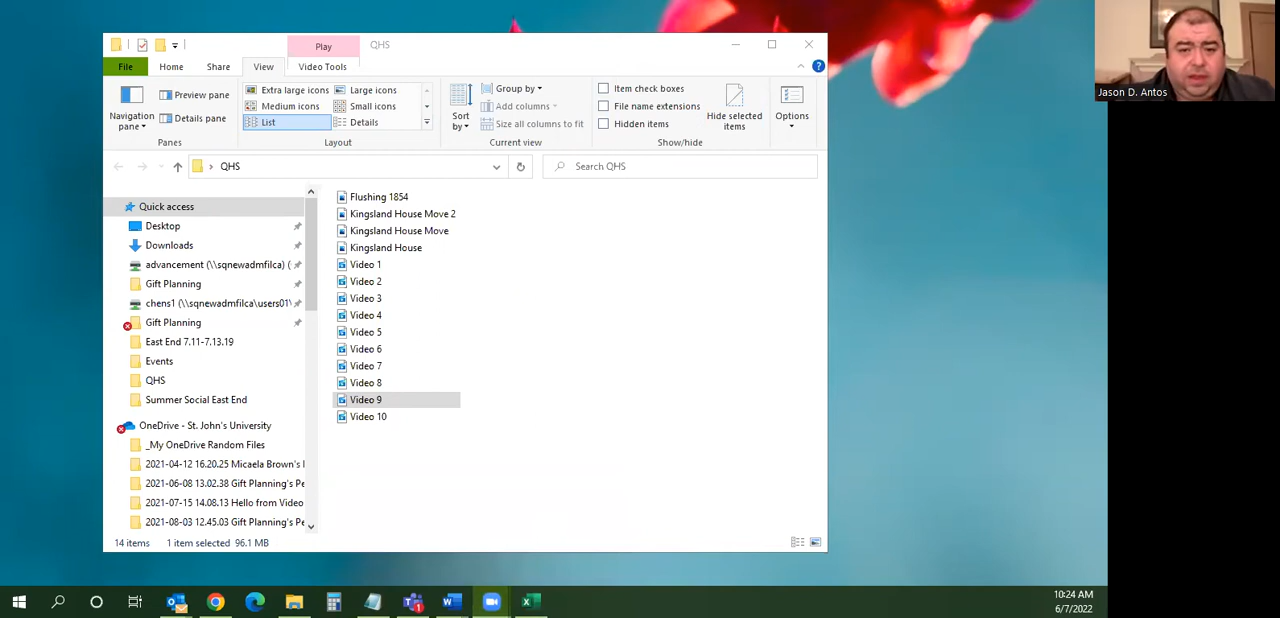 Play
QHS
File
Home
Share
View
Video Tools
Navigation pane
Preview pane
Details pane
Panes
Extra large icons
Large icons
Medium icons
Small icons
List
Details
Layout
Sort by
Group by
Add columns
Size all columns to fit
Current view
Item check boxes
File name extensions
Hidden items
Hide selected items
Show/hide
Options
QHS
Search QHS
Quick access
Desktop
Downloads
advancement (\\sqnewadmfilca) (
Gift Planning
chens1 (\\sqnewadmfilca\users01\
Gift Planning
East End 7.11-7.13.19
Events
QHS
Summer Social East End
OneDrive - St. John's University
_My OneDrive Random Files
2021-04-12 16.20.25 Micaela Brown's
2021-06-08 13.02.38 Gift Planning's Pe
2021-07-15 14.08.13 Hello from Video
2021-08-03 12.45.03 Gift Planning's Pe
Flushing 1854
Kingsland House Move 2
Kingsland House Move
Kingsland House
Video 1
Video 2
Video 3
Video 4
Video 5
Video 6
Video 7
Video 8
Video 9
Video 10
14 items
1 item selected 96.1 MB
Jason D. Antos
10:24 AM
6/7/2022